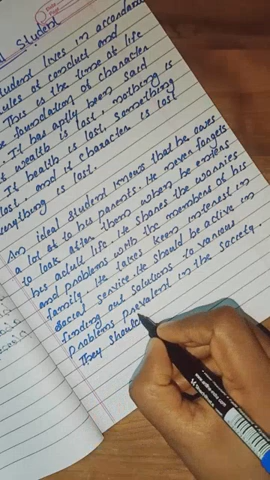 Student
student lives in accordance
rules of conduct and
This is the time of life
foundation of character
It has aptly been said
wealth is lost, nothing is
If health is lost, something
lost, and if character is lost
everything is lost.
An ideal student knows that he owes
a lot to his parents. He never forgets
to look after them when he enters
his adult life. He shares the worries
and problems with the members of his
family. He takes keen interest in
social service. He should be active in
finding out solutions to various
problems prevalent in the society.
They should